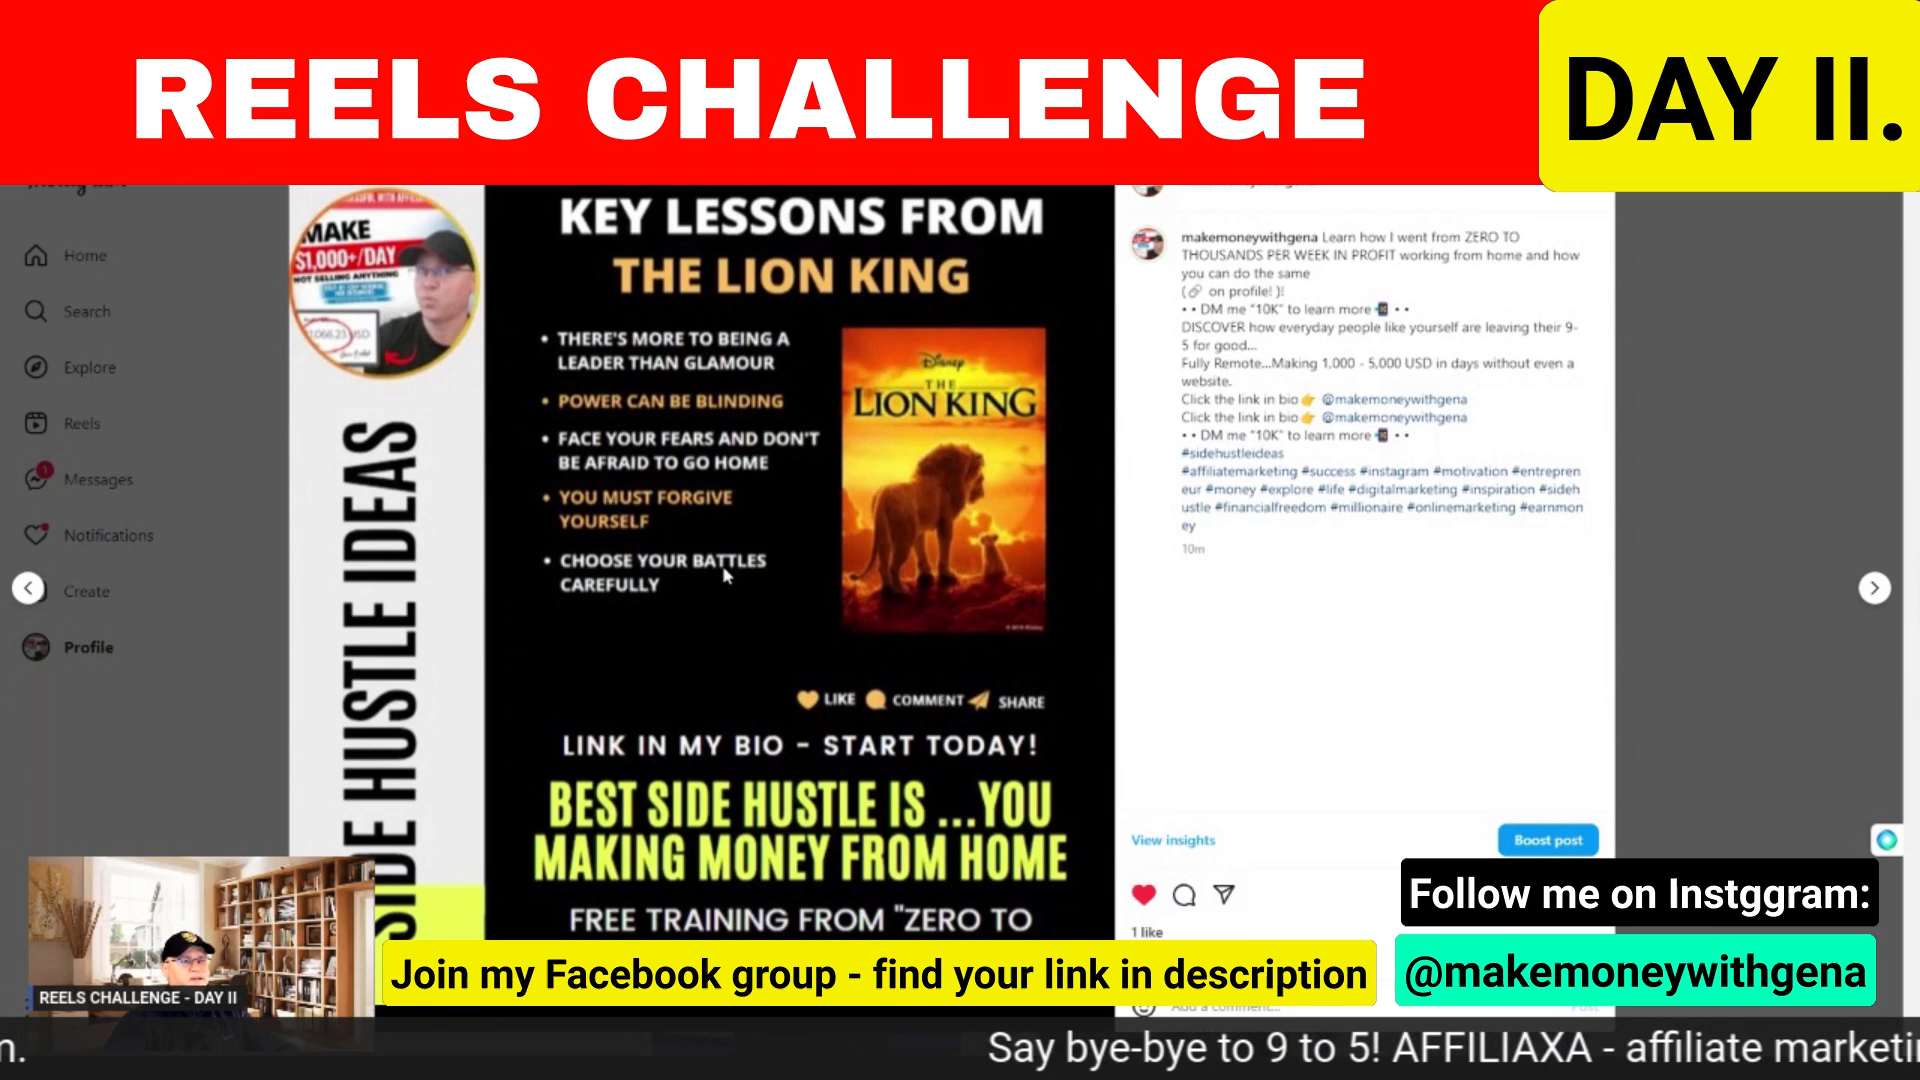 REELS CHALLENGE
DAY II.
Home
Search
Explore
Reels
1
Messages
Notifications
Create
Profile
MAKE
$1,000+/DAY
NOT SELLING ANYTHING
SIDE HUSTLE IDEAS
KEY LESSONS FROM
THE LION KING
• THERE'S MORE TO BEING A
LEADER THAN GLAMOUR
• POWER CAN BE BLINDING
• FACE YOUR FEARS AND DON'T
BE AFRAID TO GO HOME
• YOU MUST FORGIVE
YOURSELF
• CHOOSE YOUR BATTLES
CAREFULLY
Disney
THE
LION KING
LIKE COMMENT SHARE
LINK IN MY BIO - START TODAY!
BEST SIDE HUSTLE IS ...YOU
MAKING MONEY FROM HOME
FREE TRAINING FROM "ZERO TO
makemoneywithgena Learn how I went from ZERO TO
THOUSANDS PER WEEK IN PROFIT working from home and how
you can do the same
(🔗 on profile! )!
• • DM me "10K" to learn more 📲 • •
DISCOVER how everyday people like yourself are leaving their 9-
5 for good...
Fully Remote...Making 1,000 - 5,000 USD in days without even a
website.
Click the link in bio👉 @makemoneywithgena
Click the link in bio👉 @makemoneywithgena
• • DM me "10K" to learn more 📲 • •
#sidehustleideas
#affiliatemarketing #success #instagram #motivation #entrepren
eur #money #explore #life #digitalmarketing #inspiration #sideh
ustle #financialfreedom #millionaire #onlinemarketing #earnmon
ey
10m
View insights
Boost post
1 like
Add a comment...
Post
Follow me on Instggram:
@makemoneywithgena
Join my Facebook group - find your link in description
REELS CHALLENGE - DAY II
m.
Say bye-bye to 9 to 5! AFFILIAXA - affiliate marketi